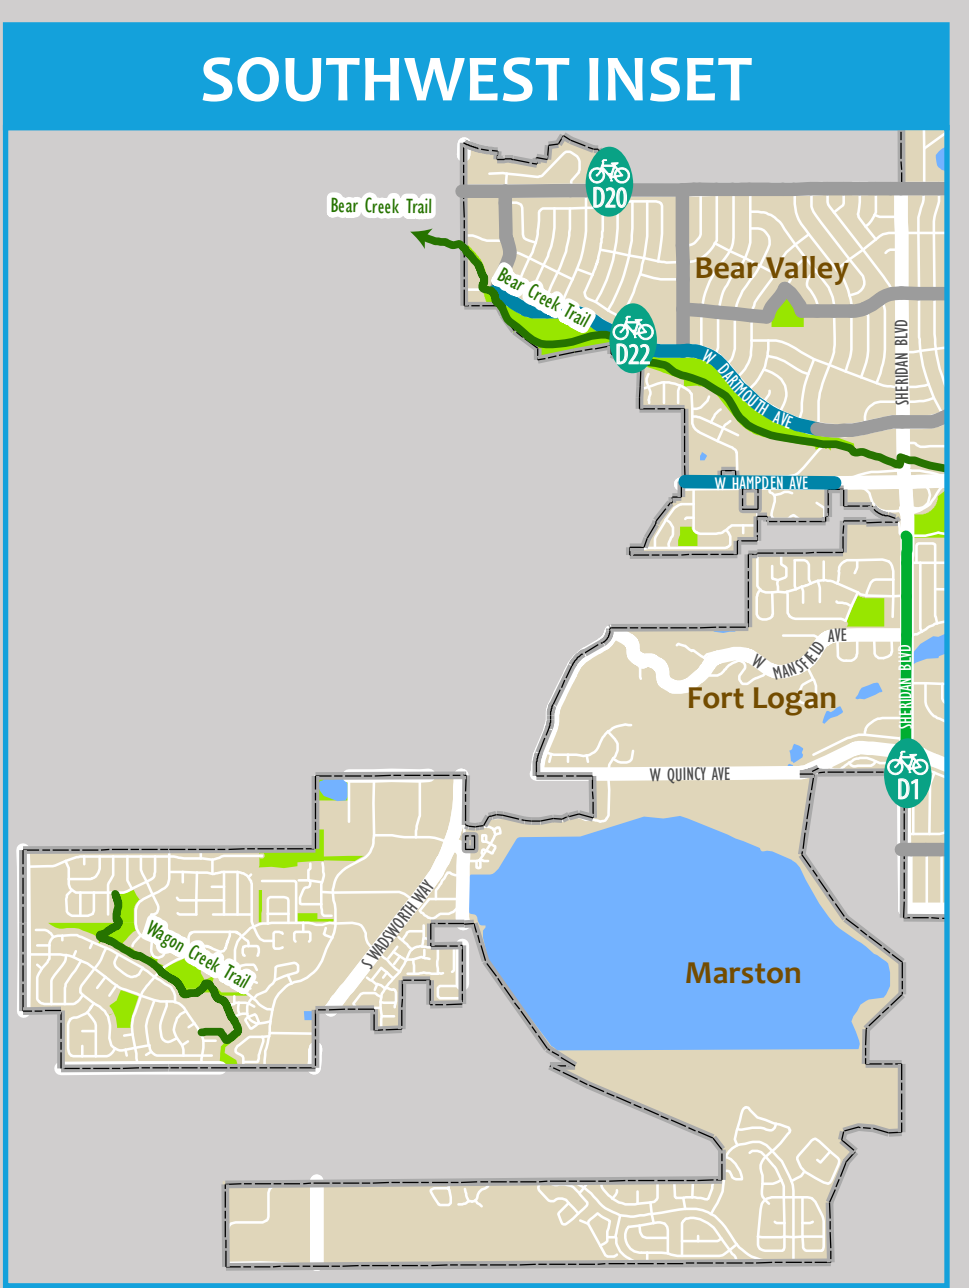 SOUTHWEST INSET
D20
Bear Creek Trail
Bear Valley
Bear Creek Trail
D22
W DARTMOUTH AVE
SHERIDAN BLVD
W HAMPDEN AVE
W MANSFIELD AVE
SHERIDAN BLVD
Fort Logan
W QUINCY AVE
D1
S WADSWORTH WAY
Wagon Creek Trail
Marston